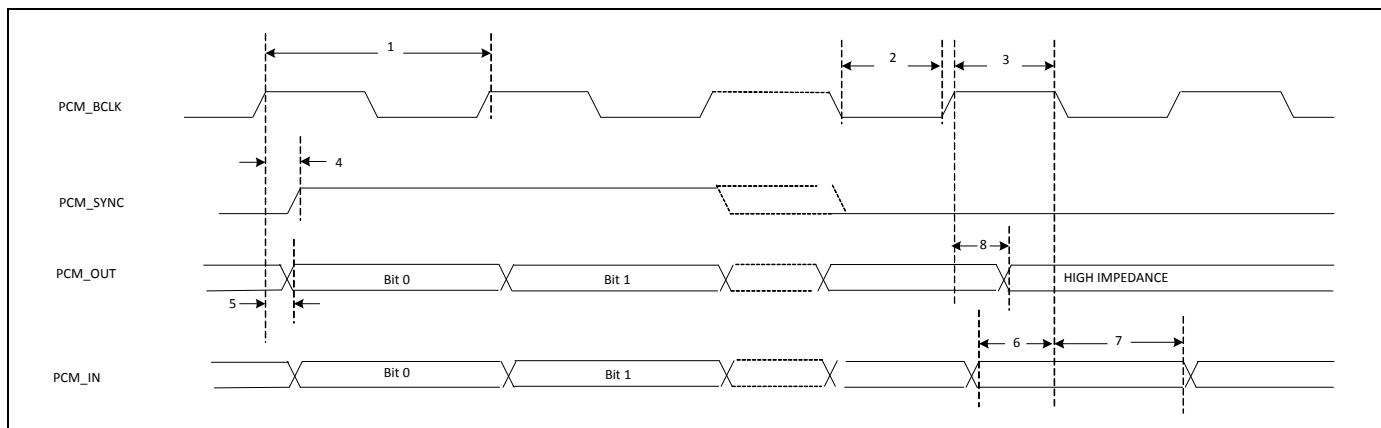 1
2
3
PCM_BCLK
4
PCM_SYNC
8
PCM_OUT
Bit 0
Bit 1
HIGH IMPEDANCE
5
6
7
PCM_IN
Bit 0
Bit 1